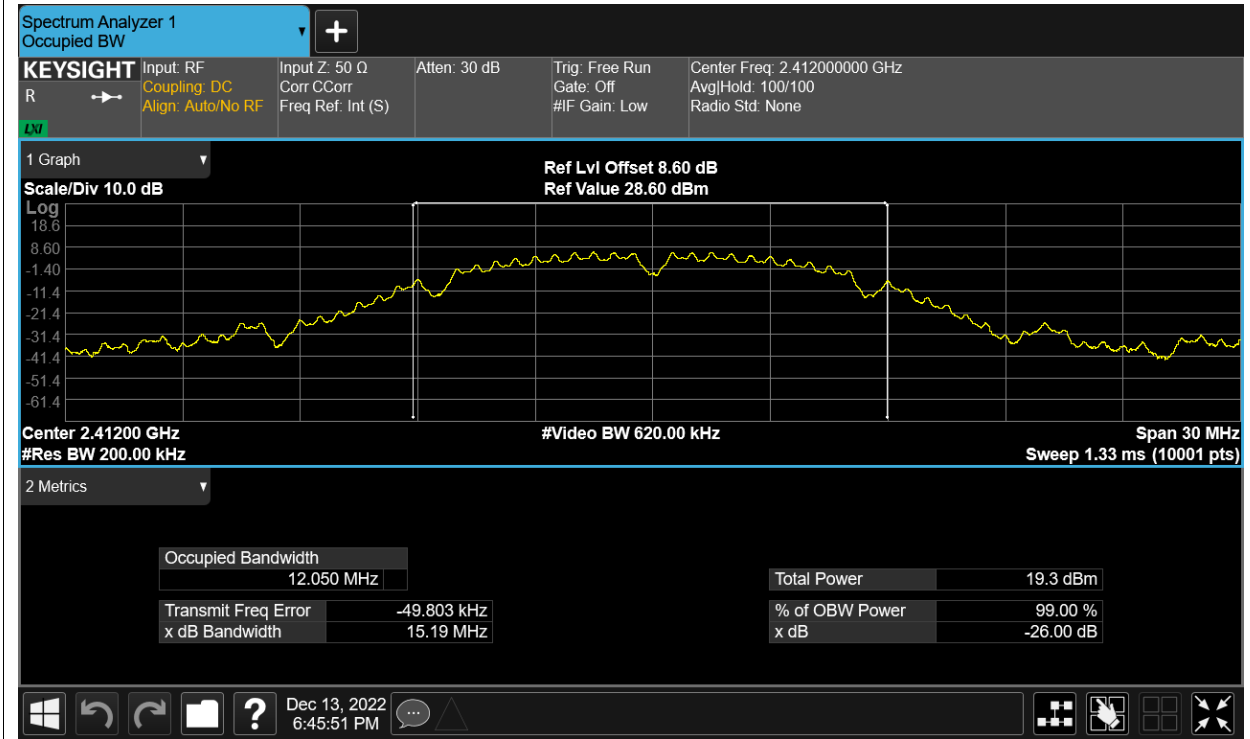 Spectrum Analyzer 1
Occupied BW
KEYSIGHT
R
LXI
Input: RF
Coupling: DC
Align: Auto/No RF
Input Z: 50 Ω
Corr CCorr
Freq Ref: Int (S)
Atten: 30 dB
Trig: Free Run
Gate: Off
#IF Gain: Low
Center Freq: 2.412000000 GHz
Avg|Hold: 100/100
Radio Std: None
1 Graph
Scale/Div 10.0 dB
Ref Lvl Offset 8.60 dB
Ref Value 28.60 dBm
Log
18.6
8.60
-1.40
-11.4
-21.4
-31.4
-41.4
-51.4
-61.4
Center 2.41200 GHz
#Video BW 620.00 kHz
Span 30 MHz
#Res BW 200.00 kHz
Sweep 1.33 ms (10001 pts)
2 Metrics
Occupied Bandwidth
12.050 MHz
Total Power 19.3 dBm
Transmit Freq Error -49.803 kHz
% of OBW Power 99.00 %
x dB Bandwidth 15.19 MHz
x dB -26.00 dB
?
Dec 13, 2022
6:45:51 PM